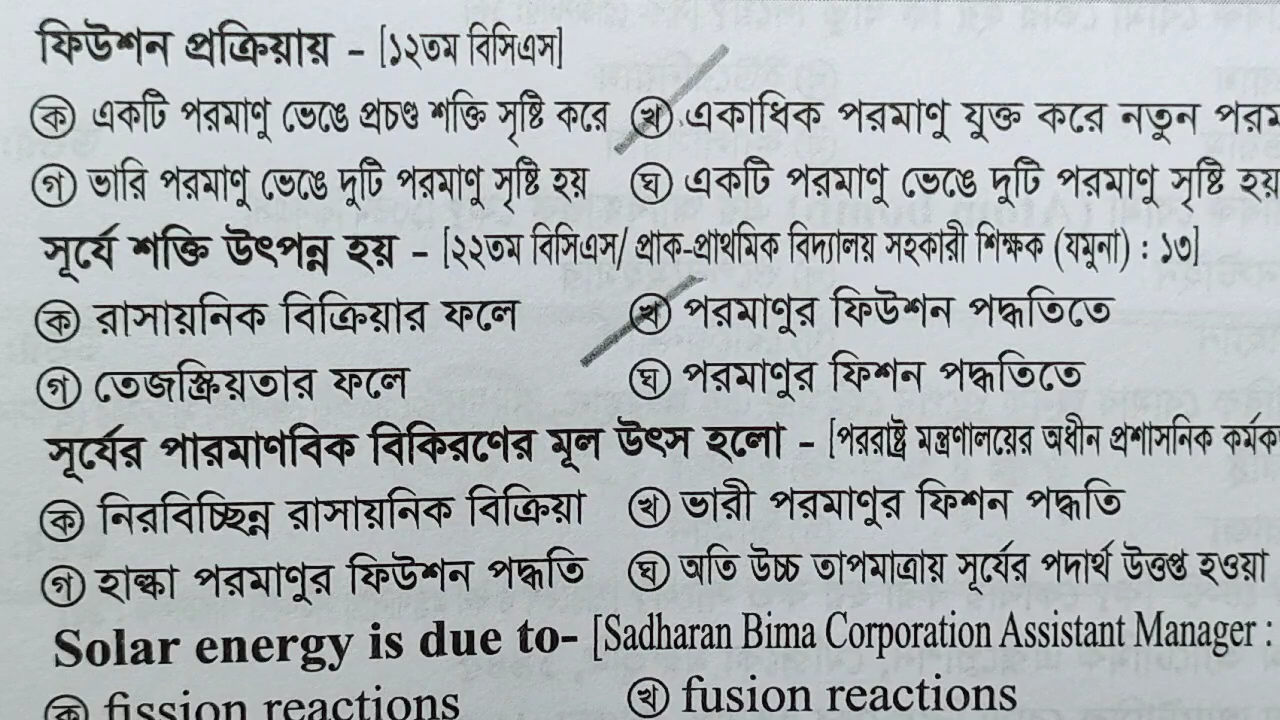 ফিউশন প্রক্রিয়ায় – [১২তম বিসিএস]
ক একটি পরমাণু ভেঙে প্রচণ্ড শক্তি সৃষ্টি করে খ একাধিক পরমাণু যুক্ত করে নতুন পরম
গ ভারি পরমাণু ভেঙে দুটি পরমাণু সৃষ্টি হয় ঘ একটি পরমাণু ভেঙে দুটি পরমাণু সৃষ্টি হয়
সূর্যে শক্তি উৎপন্ন হয় – [২২তম বিসিএস/ প্রাক-প্রাথমিক বিদ্যালয় সহকারী শিক্ষক (যমুনা) : ১৩]
ক রাসায়নিক বিক্রিয়ার ফলে খ পরমাণুর ফিউশন পদ্ধতিতে
গ তেজস্ক্রিয়তার ফলে ঘ পরমাণুর ফিশন পদ্ধতিতে
সূর্যের পারমাণবিক বিকিরণের মূল উৎস হলো – [পররাষ্ট্র মন্ত্রণালয়ের অধীন প্রশাসনিক কর্মক
ক নিরবিচ্ছিন্ন রাসায়নিক বিক্রিয়া খ ভারী পরমাণুর ফিশন পদ্ধতি
গ হাল্কা পরমাণুর ফিউশন পদ্ধতি ঘ অতি উচ্চ তাপমাত্রায় সূর্যের পদার্থ উত্তপ্ত হওয়া
Solar energy is due to- [Sadharan Bima Corporation Assistant Manager :
ক fission reactions খ fusion reactions